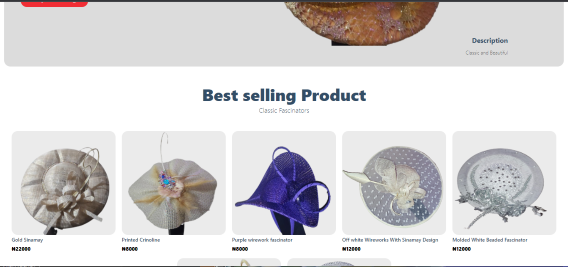 Description
Classic and Beautiful
Best selling Product
Classic Fascinators
Gold Sinamay
₦22000
Printed Crinoline
₦8000
Purple wirework fascinator
₦8000
Off white Wireworks With Sinamay Design
₦12000
Molded White Beaded Fascinator
₦12000